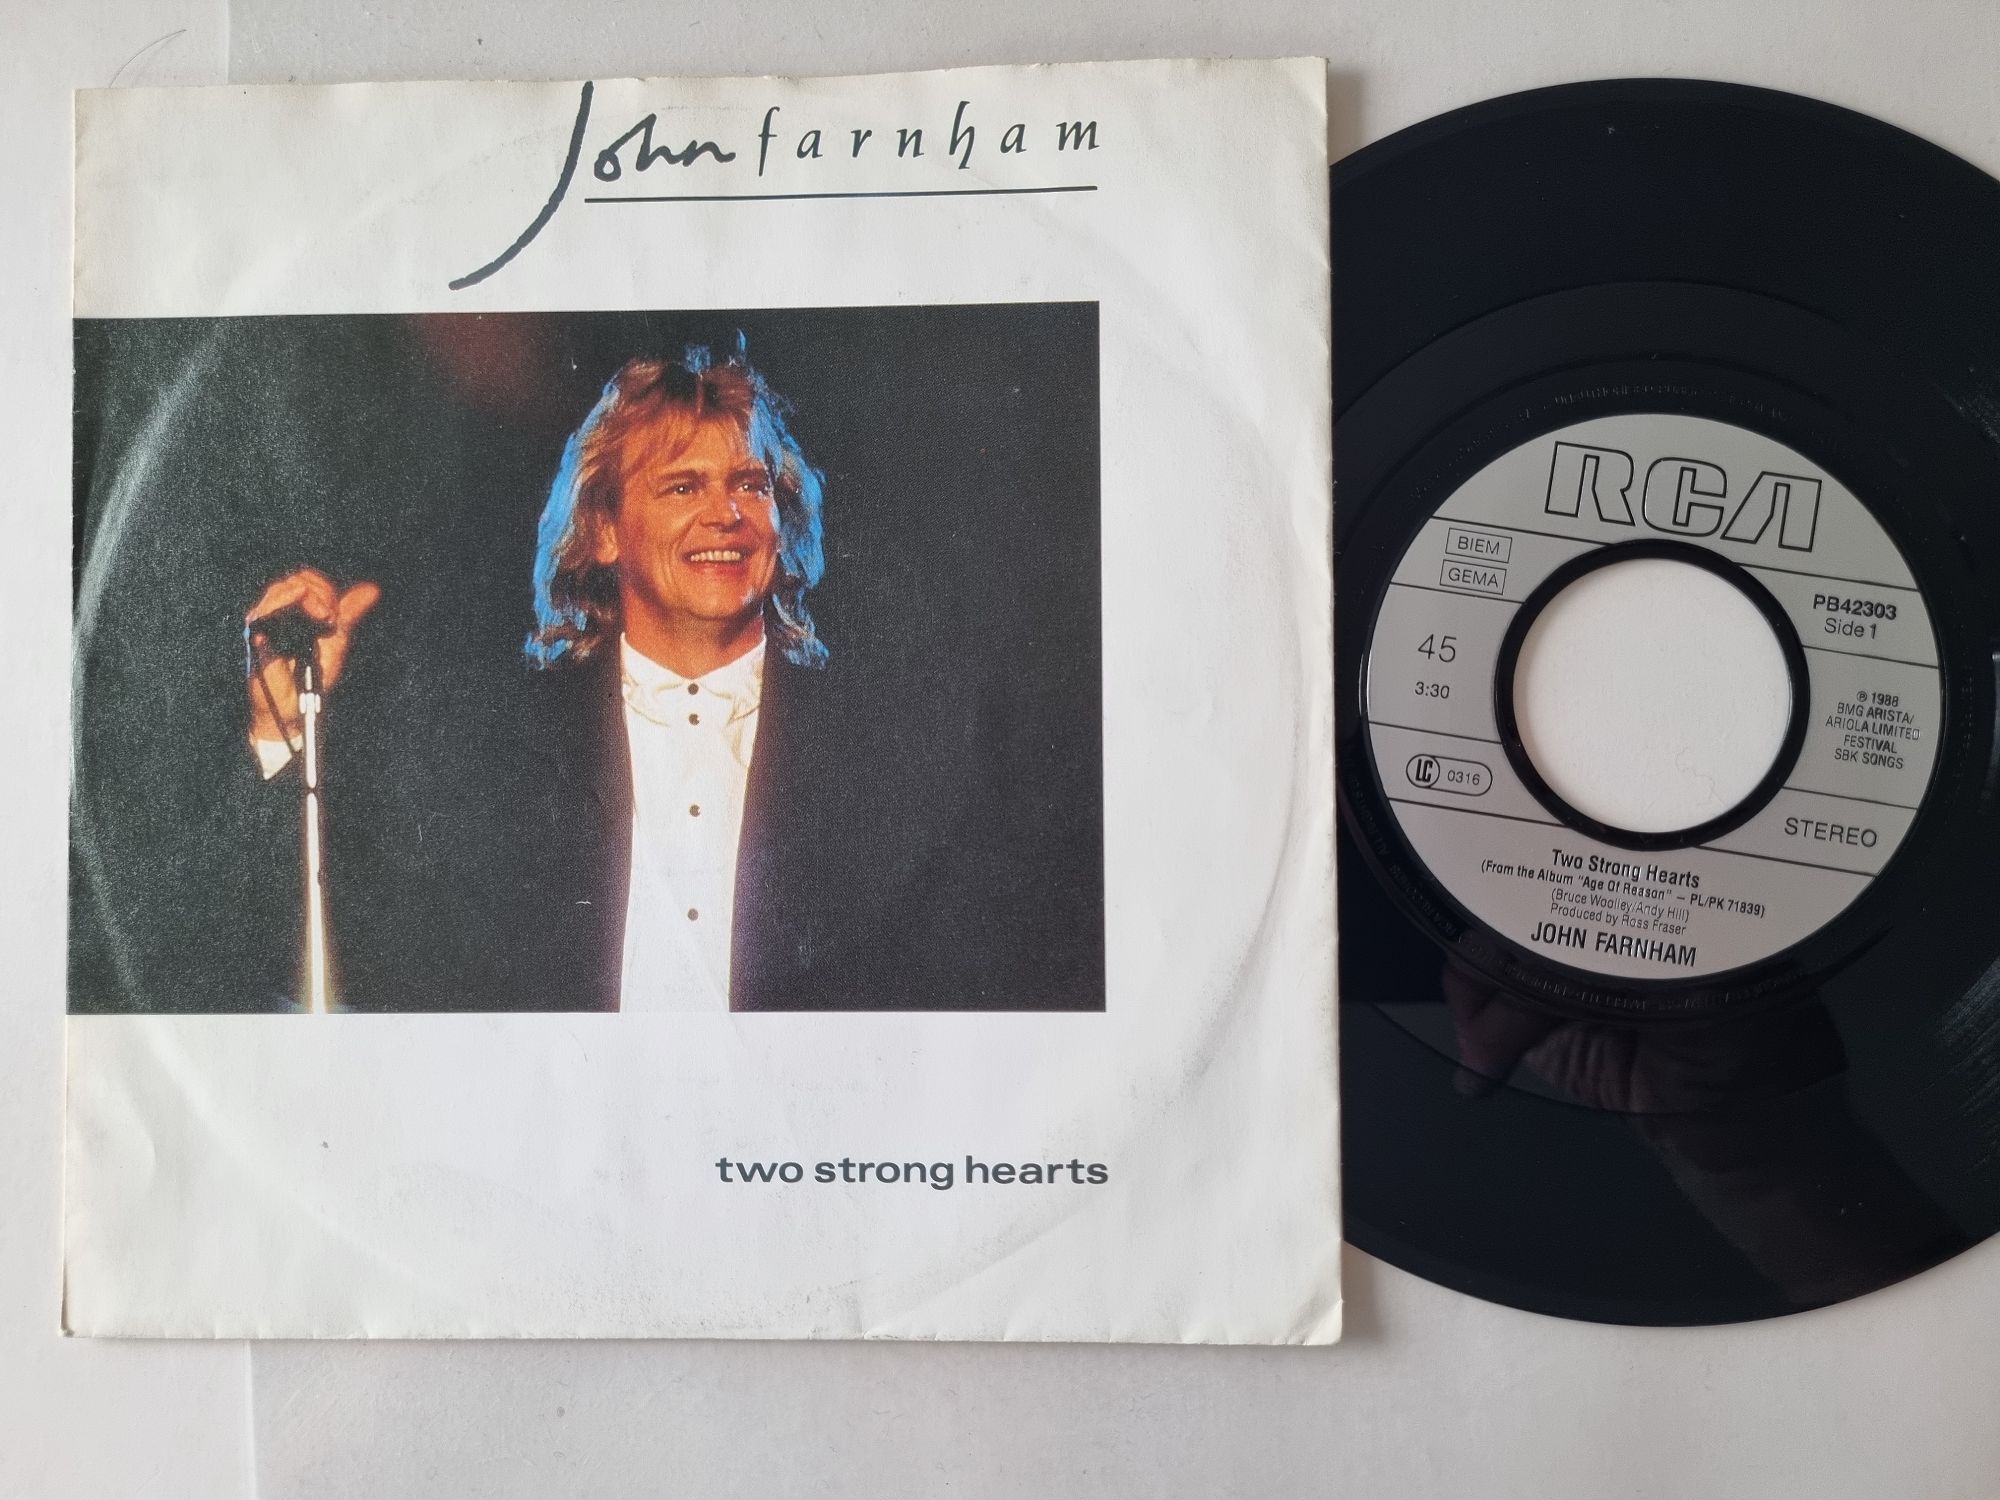 John farnham
two strong hearts
RCA
BIEM
GEMA
PB42303
Side 1
45
3:30
℗ 1988
BMG ARISTA/
ARIOLA LIMITED
FESTIVAL
SBK SONGS
LC 0316
STEREO
Two Strong Hearts
(From the Album "Age Of Reason" – PL/PK 71839)
(Bruce Woolley/Andy Hill)
Produced by Ross Fraser
JOHN FARNHAM